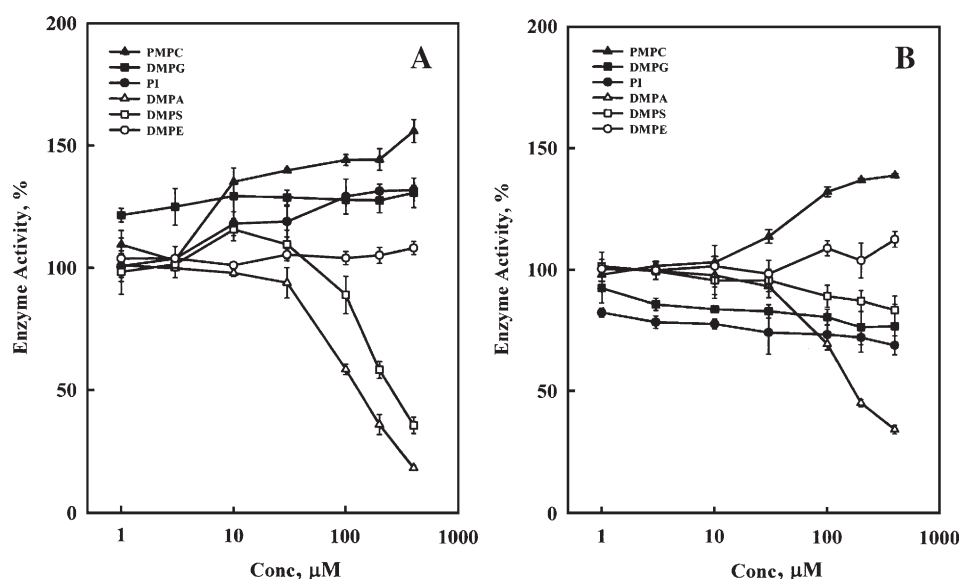 200
150
100
50
0
Enzyme Activity, %
A
PMPC
DMPG
PI
DMPA
DMPS
DMPE
1
10
100
1000
Conc, μM
200
150
100
50
0
Enzyme Activity, %
B
PMPC
DMPG
PI
DMPA
DMPS
DMPE
1
10
100
1000
Conc, μM